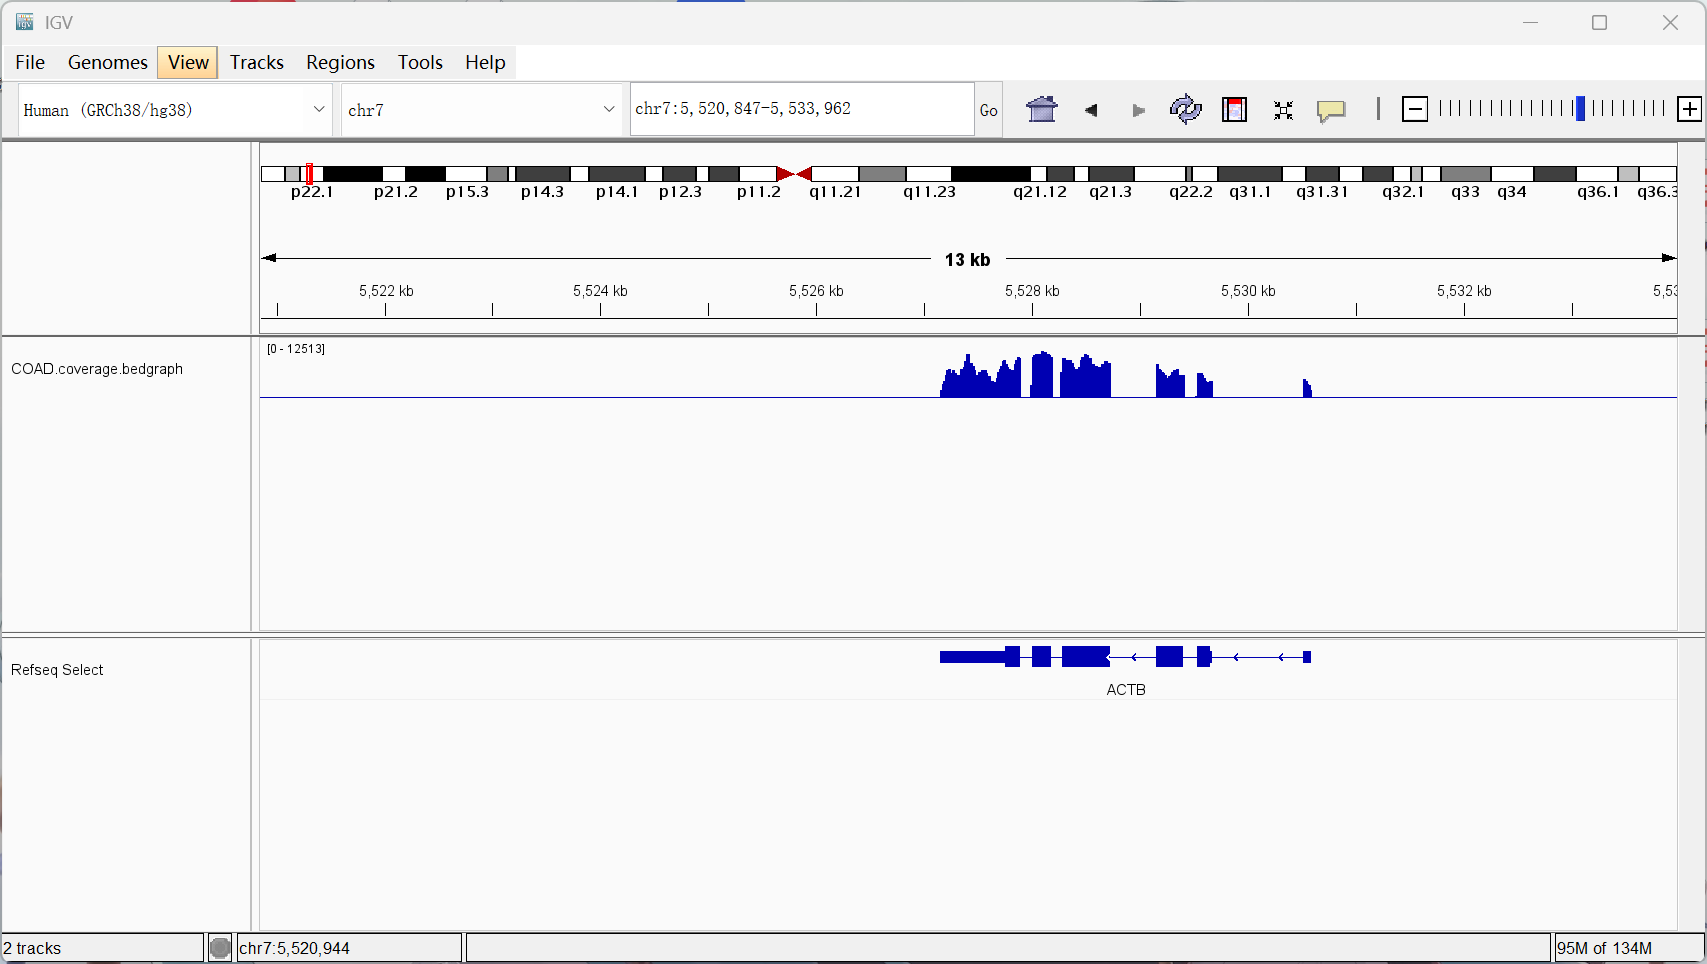 IGV
File Genomes View Tracks Regions Tools Help
Human (GRCh38/hg38) chr7 chr7:5,520,847-5,533,962 Go
p22.1 p21.2 p15.3 p14.3 p14.1 p12.3 p11.2 q11.21 q11.23 q21.12 q21.3 q22.2 q31.1 q31.31 q32.1 q33 q34 q36.1 q36.3
13 kb
5,522 kb 5,524 kb 5,526 kb 5,528 kb 5,530 kb 5,532 kb 5,53
[0 - 12513]
COAD.coverage.bedgraph
Refseq Select
ACTB
2 tracks chr7:5,520,944 95M of 134M